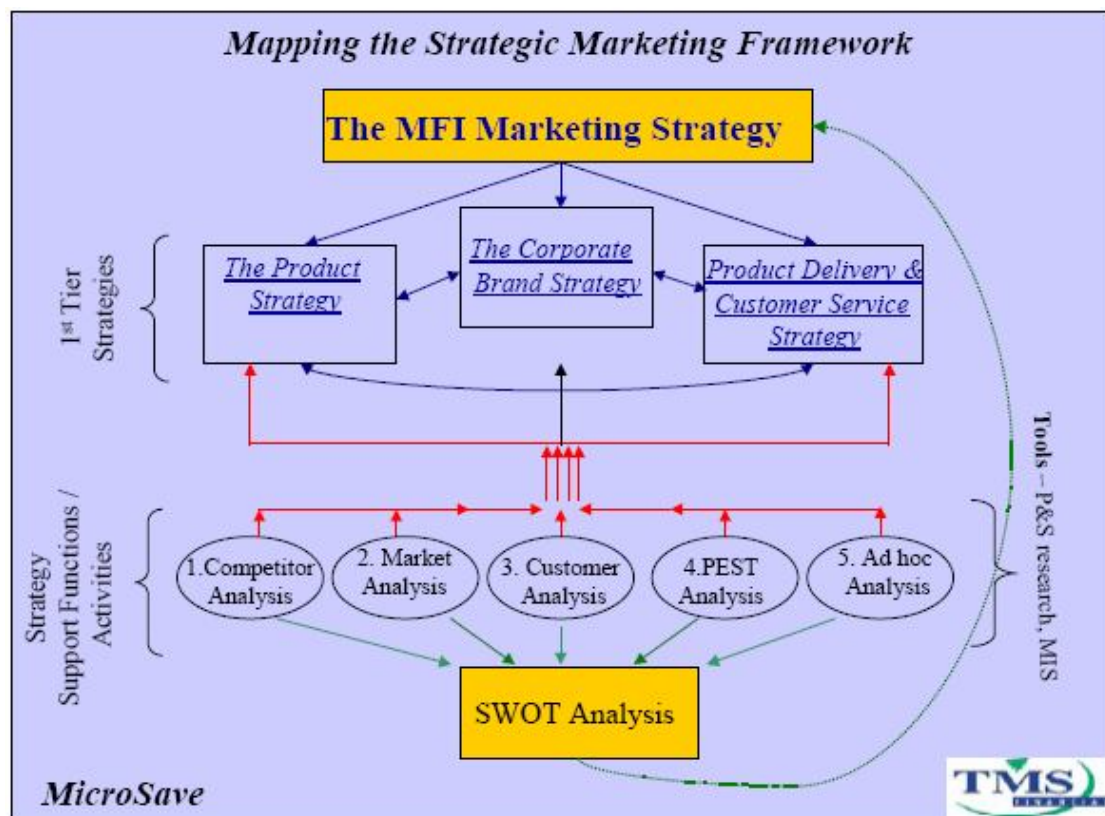 Mapping the Strategic Marketing Framework
The MFI Marketing Strategy
1st Tier
Strategies
The Product
Strategy
The Corporate
Brand Strategy
Product Delivery &
Customer Service
Strategy
Strategy
Support Functions /
Activities
1.Competitor
Analysis
2. Market
Analysis
3. Customer
Analysis
4.PEST
Analysis
5. Ad hoc
Analysis
Tools – P&S research, MIS
SWOT Analysis
MicroSave
TMS